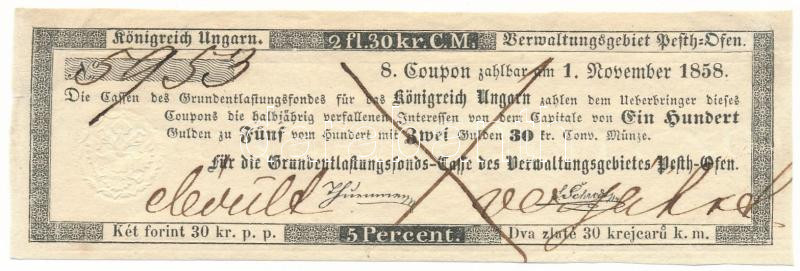 Königreich Ungarn. 2 fl. 30 kr. C. M. Verwaltungsgebiet Pesth-Ofen.
5953
8. Coupon zahlbar am 1. November 1858.
Die Cassen des Grundentlastungsfondes für das Königreich Ungarn zahlen dem Ueberbringer dieses
Coupons die halbjährig verfallenen Interessen von dem Capitale von Ein Hundert
Gulden zu Fünf vom Hundert mit Zwei Gulden 30 kr. Conv. Münze.
Für die Grundentlastungsfonds-Casse des Verwaltungsgebietes Pesth-Ofen.
Két forint 30 kr. p. p. 5 Percent. Dva zlaté 30 krejcarů k. m.